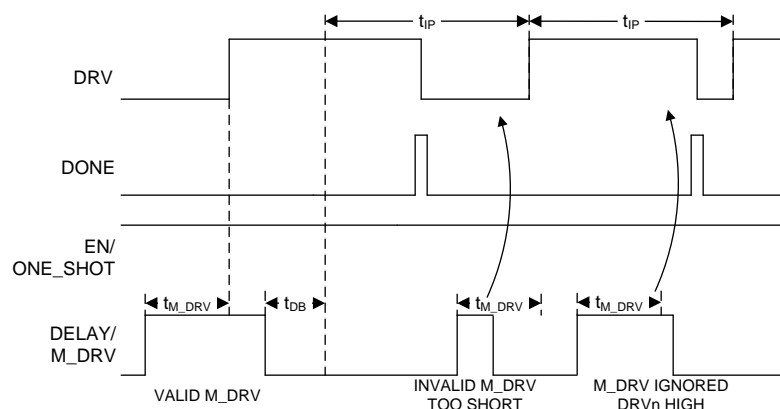 tIP tIP
DRV
DONE
EN/
ONE_SHOT
tM_DRV tDB tM_DRV tM_DRV
DELAY/
M_DRV
VALID M_DRV
INVALID M_DRV
TOO SHORT
M_DRV IGNORED
DRVn HIGH